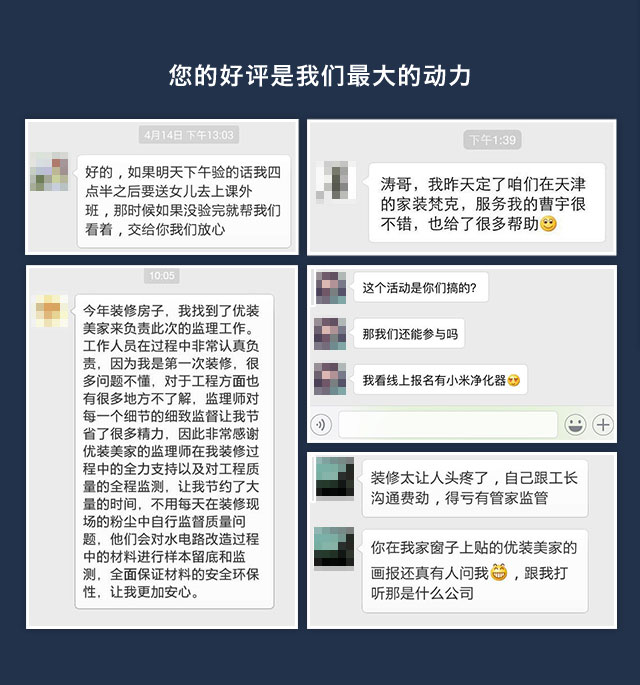 您的好评是我们最大的动力
4月14日 下午13:03
好的，如果明天下午验的话我四
点半之后要送女儿去上课外
班，那时候如果没验完就帮我们
看着，交给你我们放心
下午1:39
涛哥，我昨天定了咱们在天津
的家装梵克，服务我的曹宇很
不错，也给了很多帮助
10:05
今年装修房子，我找到了优装
美家来负责此次的监理工作。
工作人员在过程中非常认真负
责，因为我是第一次装修，很
多问题不懂，对于工程方面也
有很多地方不了解，监理师对
每一个细节的细致监督让我节
省了很多精力，因此非常感谢
优装美家的监理师在我装修过
程中的全力支持以及对工程质
量的全程监测，让我节约了大
量的时间，不用每天在装修现
场的粉尘中自行监督质量问
题，他们会对水电路改造过程
中的材料进行样本留底和监
测，全面保证材料的安全环保
性，让我更加安心。
这个活动是你们搞的?
那我们还能参与吗
我看线上报名有小米净化器
装修太让人头疼了，自己跟工长
沟通费劲，得亏有管家监管
你在我家窗子上贴的优装美家的
画报还真有人问我，跟我打
听那是什么公司